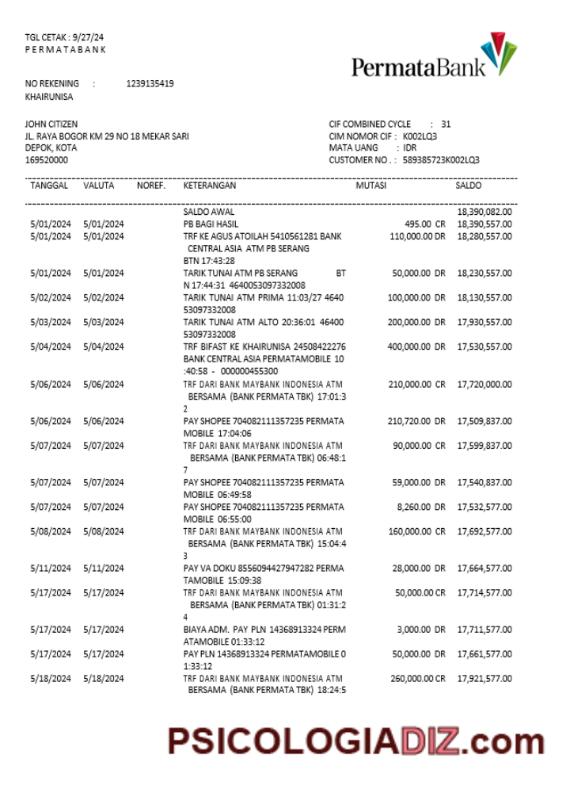 TGL CETAK : 9/27/24
P E R M A T A B A N K
PermataBank
NO REKENING : 1239135419
KHAIRUNISA
JOHN CITIZEN
JL. RAYA BOGOR KM 29 NO 18 MEKAR SARI
DEPOK, KOTA
169520000
CIF COMBINED CYCLE : 31
CIM NOMOR CIF : K002LQ3
MATA UANG : IDR
CUSTOMER NO . : 589385723K002LQ3
TANGGAL VALUTA NOREF. KETERANGAN MUTASI SALDO
SALDO AWAL 18,390,082.00
5/01/2024 5/01/2024 PB BAGI HASIL 495.00 CR 18,390,557.00
5/01/2024 5/01/2024 TRF KE AGUS ATOILAH 5410561281 BANK 110,000.00 DR 18,280,557.00
CENTRAL ASIA ATM PB SERANG
BTN 17:43:28
5/01/2024 5/01/2024 TARIK TUNAI ATM PB SERANG BT 50,000.00 DR 18,230,557.00
N 17:44:31 4640053097332008
5/02/2024 5/02/2024 TARIK TUNAI ATM PRIMA 11:03/27 4640 100,000.00 DR 18,130,557.00
53097332008
5/03/2024 5/03/2024 TARIK TUNAI ATM ALTO 20:36:01 46400 200,000.00 DR 17,930,557.00
53097332008
5/04/2024 5/04/2024 TRF BIFAST KE KHAIRUNISA 24508422276 400,000.00 DR 17,530,557.00
BANK CENTRAL ASIA PERMATAMOBILE 10
:40:58 - 000000455300
5/06/2024 5/06/2024 TRF DARI BANK MAYBANK INDONESIA ATM 210,000.00 CR 17,720,000.00
BERSAMA (BANK PERMATA TBK) 17:01:3
2
5/06/2024 5/06/2024 PAY SHOPEE 704082111357235 PERMATA 210,720.00 DR 17,509,837.00
MOBILE 17:04:06
5/07/2024 5/07/2024 TRF DARI BANK MAYBANK INDONESIA ATM 90,000.00 CR 17,599,837.00
BERSAMA (BANK PERMATA TBK) 06:48:1
7
5/07/2024 5/07/2024 PAY SHOPEE 704082111357235 PERMATA 59,000.00 DR 17,540,837.00
MOBILE 06:49:58
5/07/2024 5/07/2024 PAY SHOPEE 704082111357235 PERMATA 8,260.00 DR 17,532,577.00
MOBILE 06:55:00
5/08/2024 5/08/2024 TRF DARI BANK MAYBANK INDONESIA ATM 160,000.00 CR 17,692,577.00
BERSAMA (BANK PERMATA TBK) 15:04:4
3
5/11/2024 5/11/2024 PAY VA DOKU 8556094427947282 PERMA 28,000.00 DR 17,664,577.00
TAMOBILE 15:09:38
5/17/2024 5/17/2024 TRF DARI BANK MAYBANK INDONESIA ATM 50,000.00 CR 17,714,577.00
BERSAMA (BANK PERMATA TBK) 01:31:2
4
5/17/2024 5/17/2024 BIAYA ADM. PAY PLN 14368913324 PERM 3,000.00 DR 17,711,577.00
ATAMOBILE 01:33:12
5/17/2024 5/17/2024 PAY PLN 14368913324 PERMATAMOBILE 0 50,000.00 DR 17,661,577.00
1:33:12
5/18/2024 5/18/2024 TRF DARI BANK MAYBANK INDONESIA ATM 260,000.00 CR 17,921,577.00
BERSAMA (BANK PERMATA TBK) 18:24:5
PSICOLOGIADIZ.com